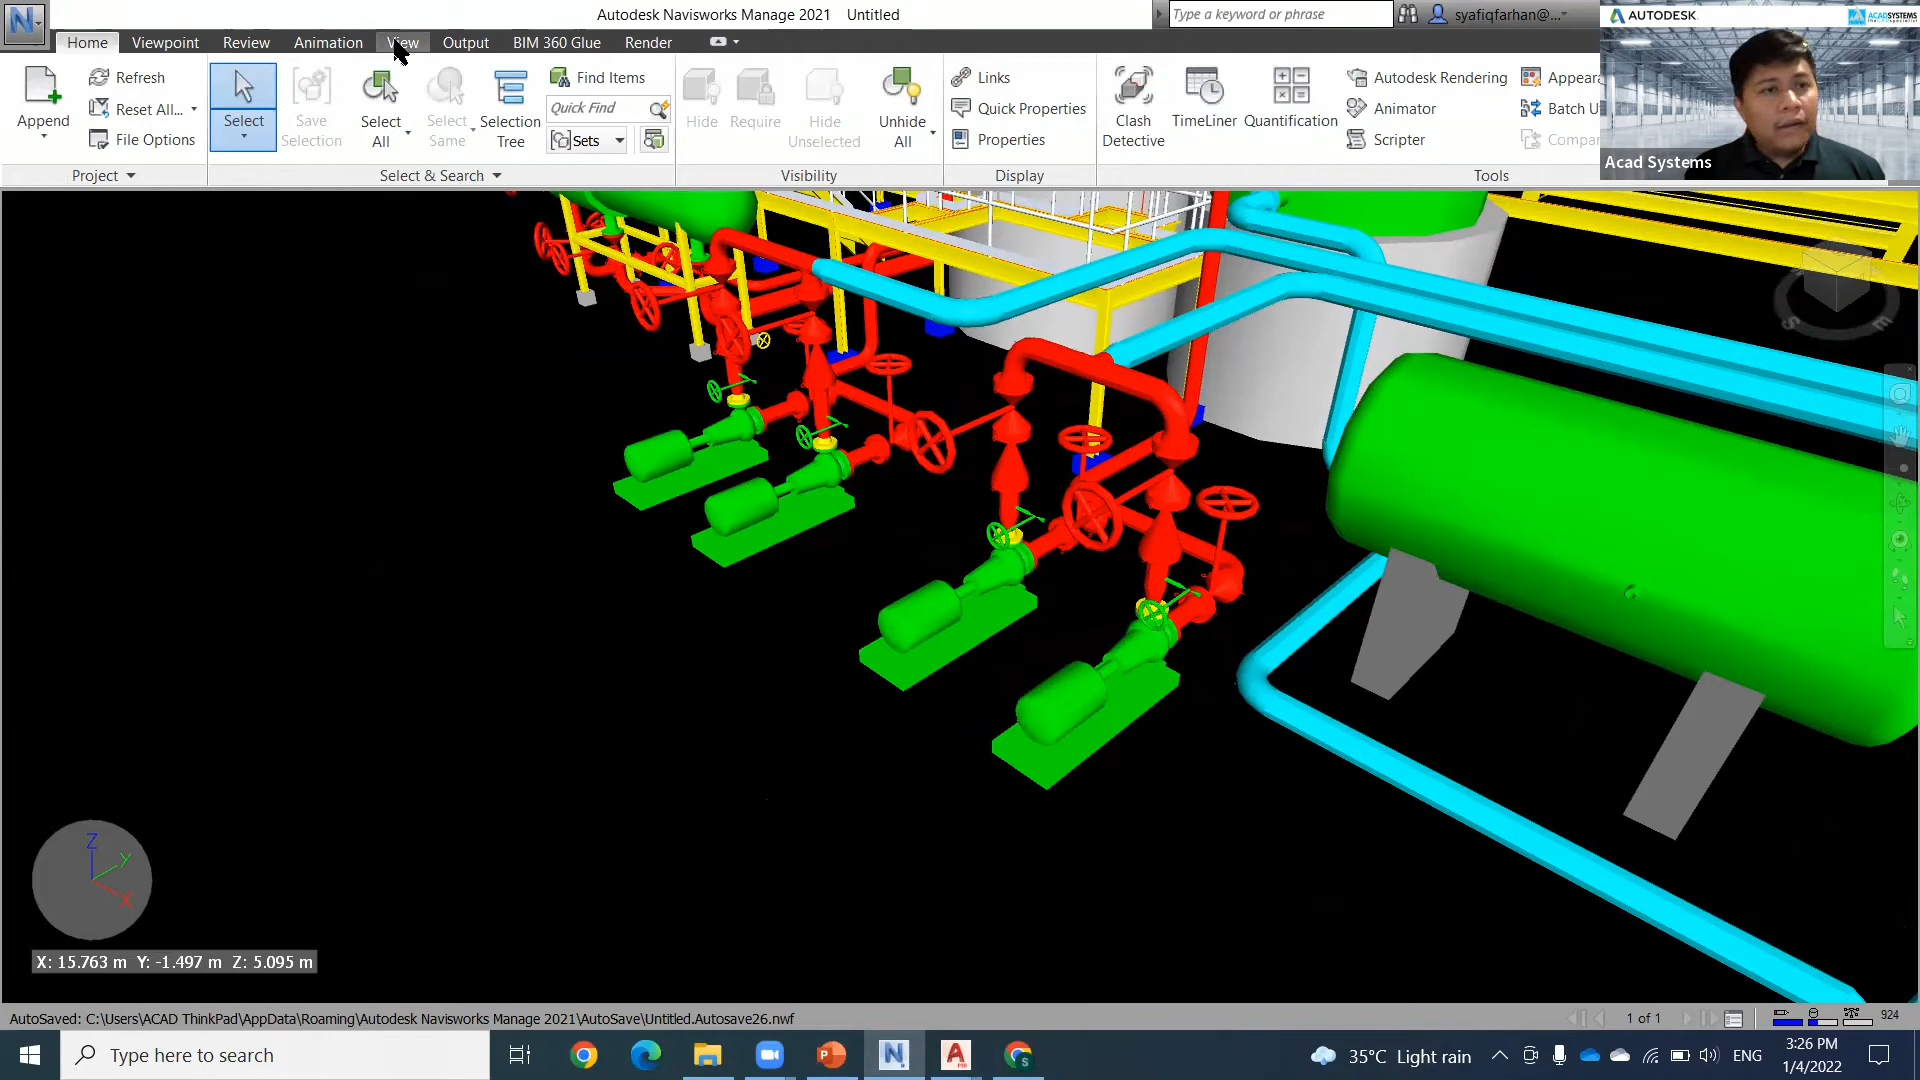 Autodesk Navisworks Manage 2021 Untitled
Type a keyword or phrase
syafiqfarhan@...
AUTODESK.
ACADSYSTEMS
Home Viewpoint Review Animation View Output BIM 360 Glue Render
Append
Refresh
Reset All...
File Options
Project
Select
Save Selection
Select All
Select Same
Selection Tree
Find Items
Quick Find
Sets
Select & Search
Hide
Require
Hide Unselected
Unhide All
Visibility
Links
Quick Properties
Properties
Display
Clash Detective
TimeLiner
Quantification
Autodesk Rendering
Animator
Scripter
Appeara
Batch U
Compar
Tools
Acad Systems
S E
Z
Y
X
X: 15.763 m Y: -1.497 m Z: 5.095 m
AutoSaved: C:\Users\ACAD ThinkPad\AppData\Roaming\Autodesk Navisworks Manage 2021\AutoSave\Untitled.Autosave26.nwf
1 of 1
924
Type here to search
35°C Light rain
ENG
3:26 PM
1/4/2022